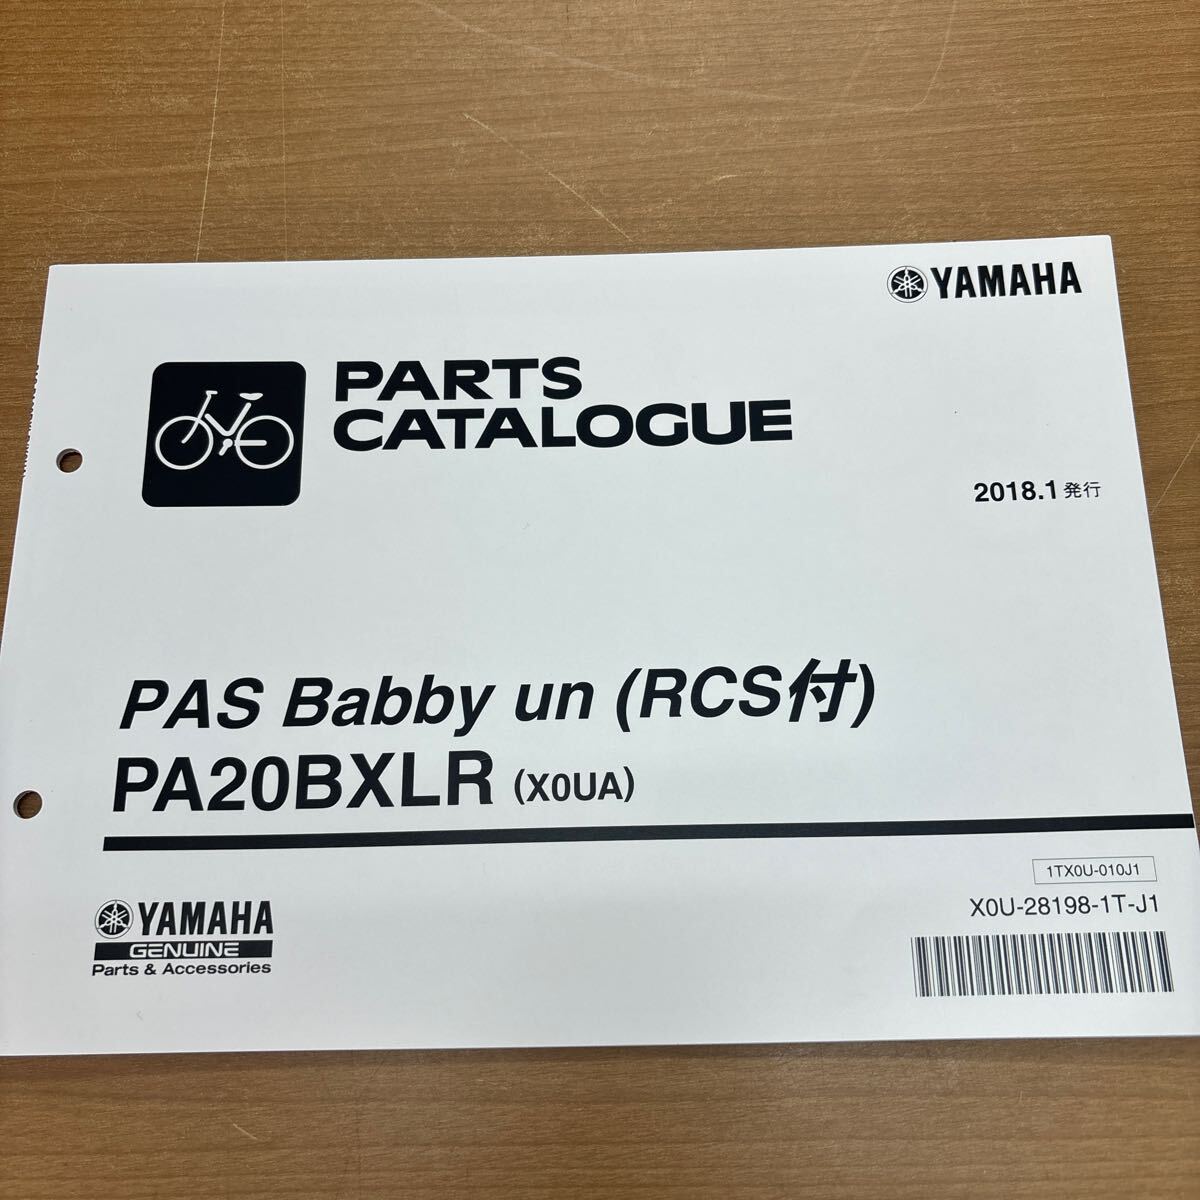 YAMAHA
PARTS
CATALOGUE
2018.1 発行
PAS Babby un (RCS付)
PA20BXLR (X0UA)
1TX0U-010J1
X0U-28198-1T-J1
YAMAHA
GENUINE
Parts & Accessories